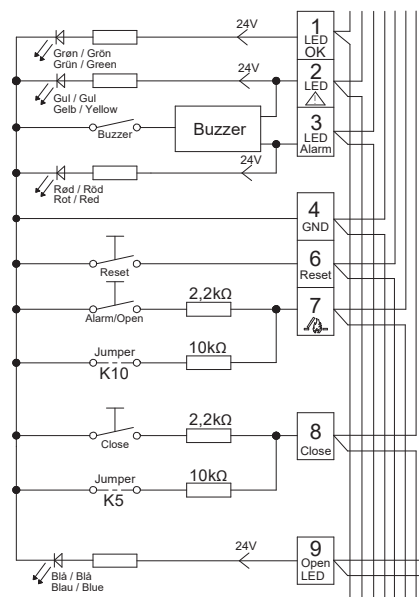 24V
1
LED
OK
Grøn / Grön
Grün / Green
24V
2
LED
Gul / Gul
Gelb / Yellow
Buzzer
Buzzer
3
LED
Alarm
24V
Rød / Röd
Rot / Red
4
GND
6
Reset
Reset
2,2kΩ
7
Alarm/Open
Jumper
10kΩ
K10
2,2kΩ
8
Close
Close
Jumper
10kΩ
K5
24V
9
Open
LED
Blå / Blå
Blau / Blue